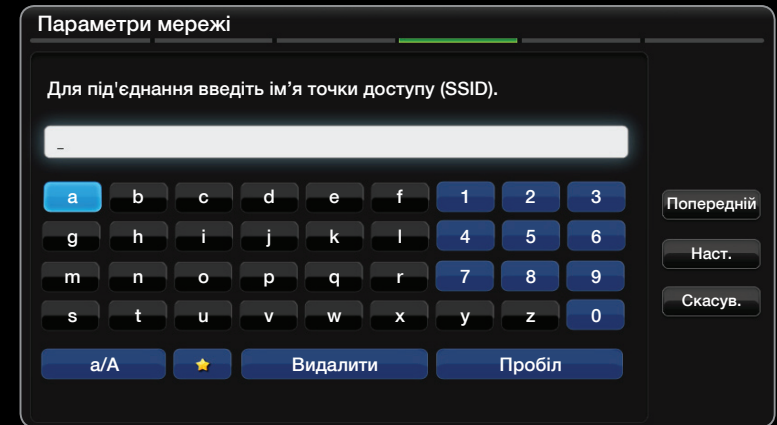 Параметри мережі
Для під'єднання введіть ім’я точки доступу (SSID).
_
a b c d e f 1 2 3
g h i j k l 4 5 6
m n o p q r 7 8 9
s t u v w x y z 0
a/A Видалити Пробіл
Попередній
Наст.
Скасув.